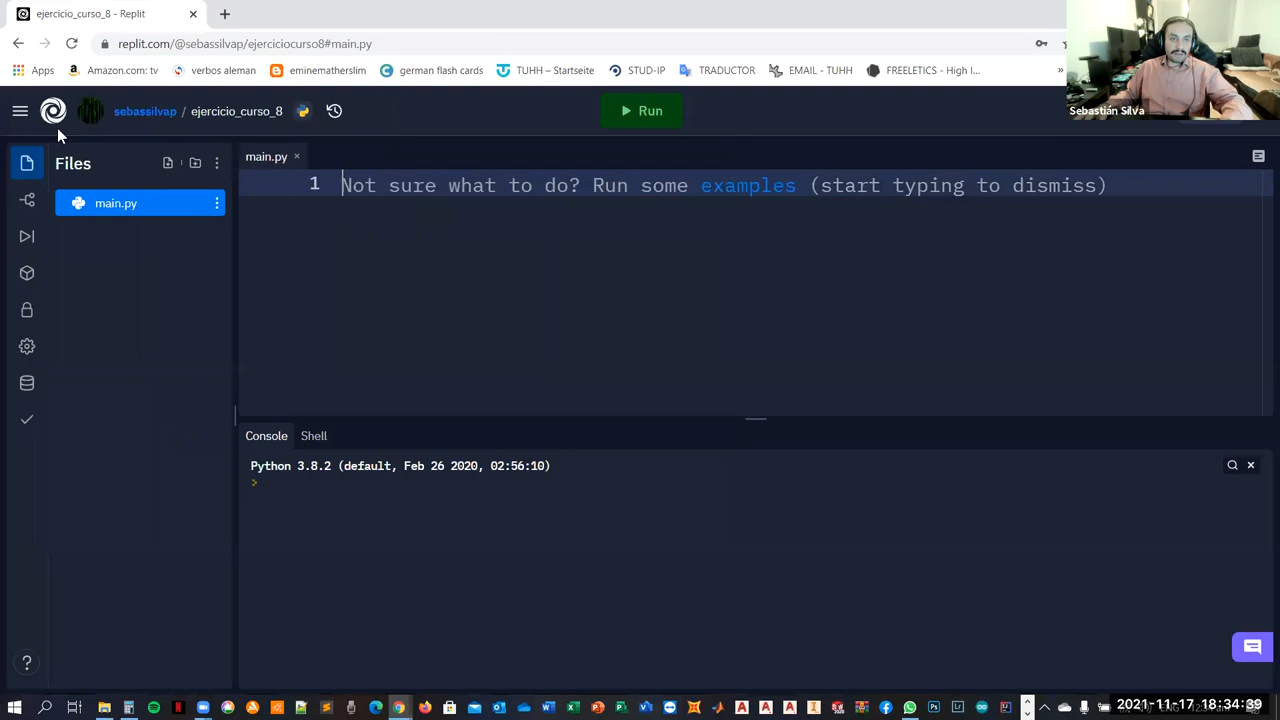 ejercicio_curso_8 - Replit
replit.com/@sebassilvap/ejerciciocurso8#main.py
Apps
Amazon.com: tv
verbos aleman
eminematherslim
german flash cards
TUHH – Startseite
STUD-IP
TRADUCTOR
EMAIL - TUHH
FREELETICS - High I...
»
Sebastián Silva
sebassilvap / ejercicio_curso_8
Run
Files
main.py
main.py
1
Not sure what to do? Run some examples (start typing to dismiss)
Console
Shell
Python 3.8.2 (default, Feb 26 2020, 02:56:10)
>
?
2021-11-17 18:34:39